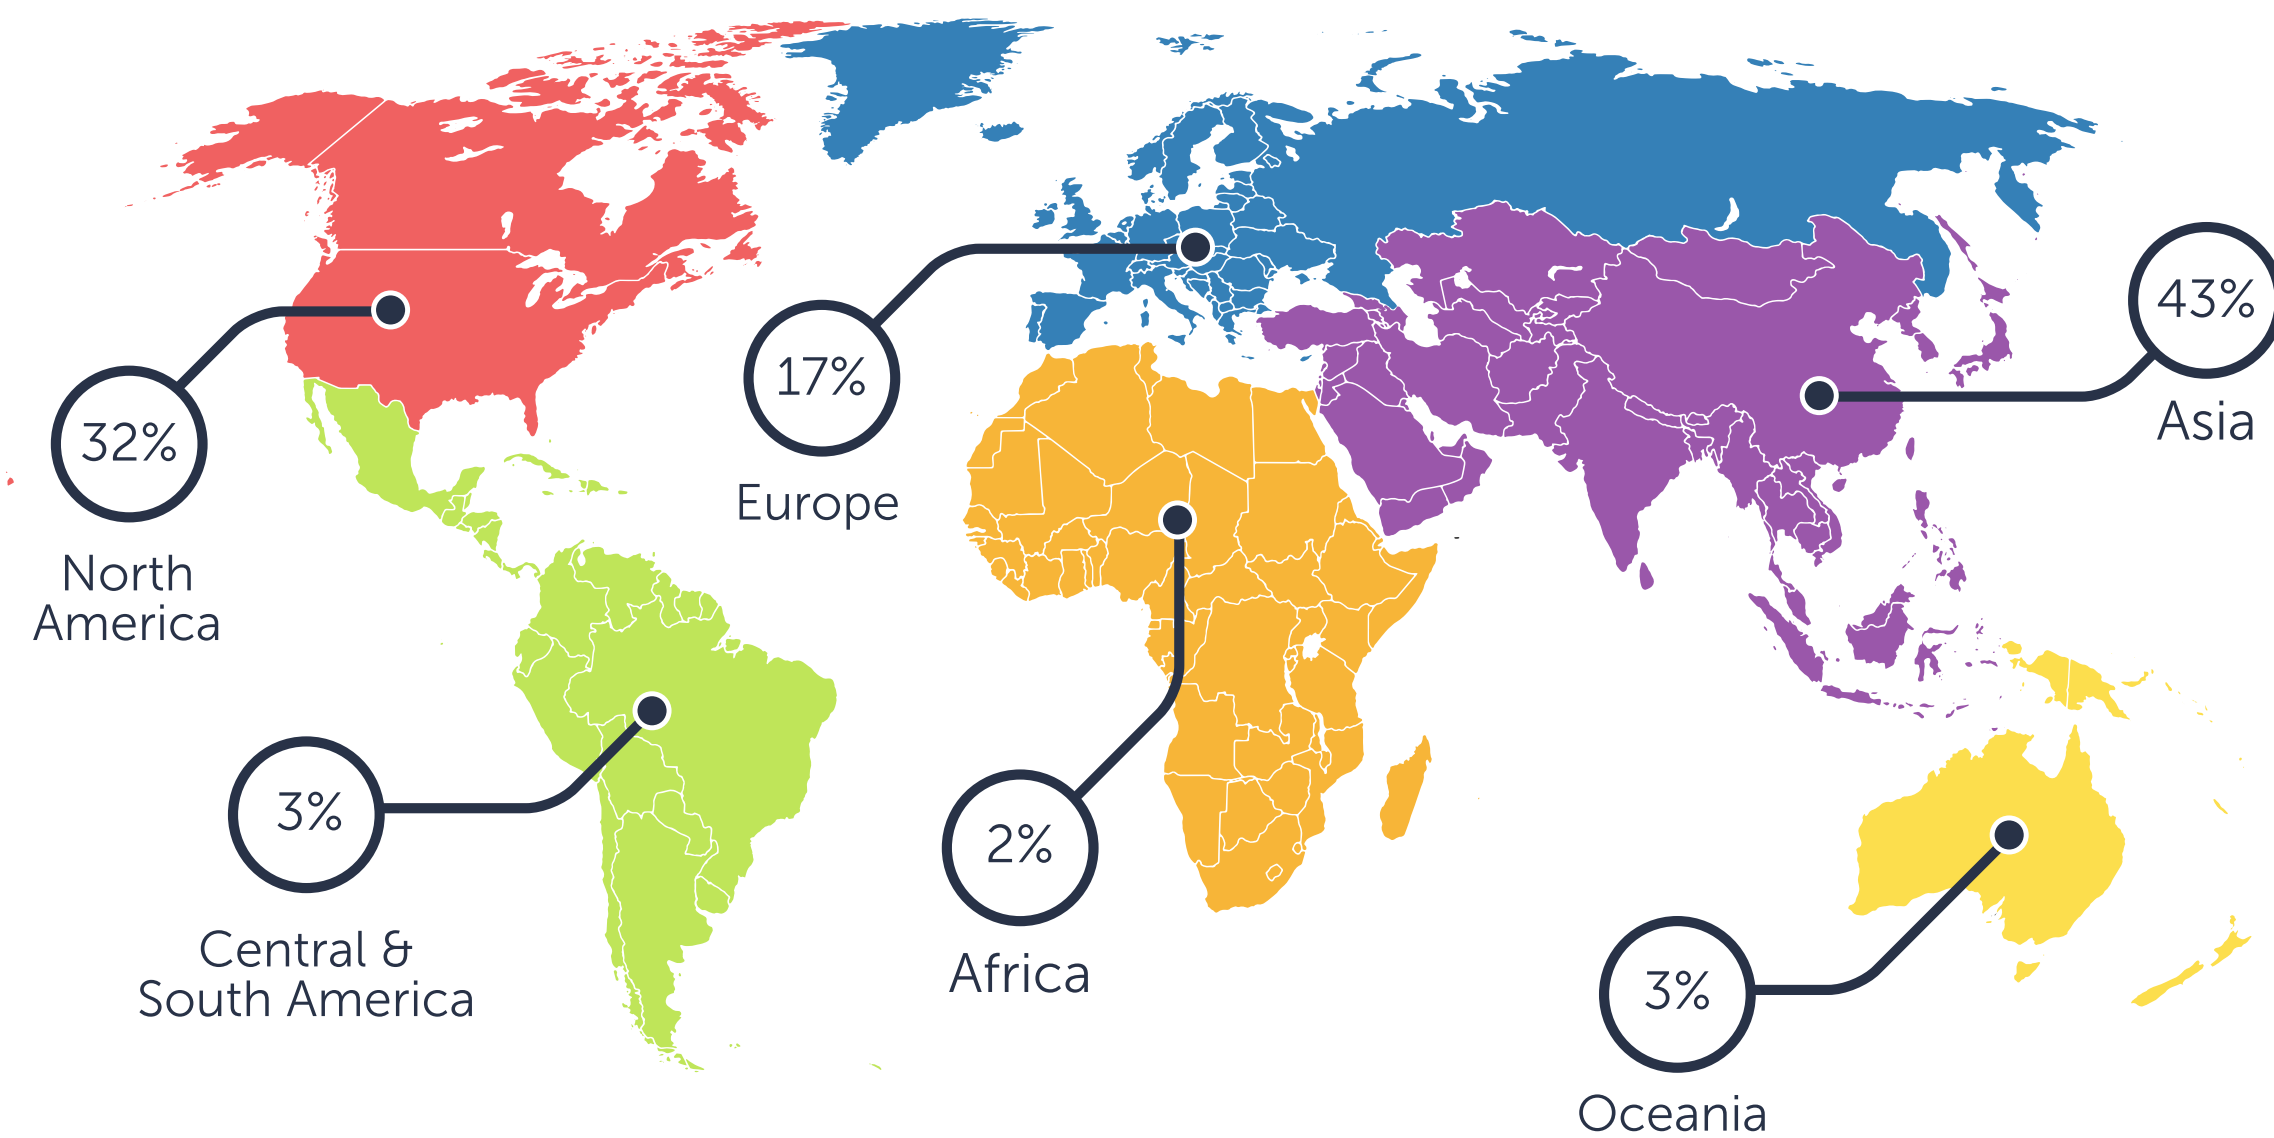 32%
North
America
17%
Europe
43%
Asia
3%
Central &
South America
2%
Africa
3%
Oceania